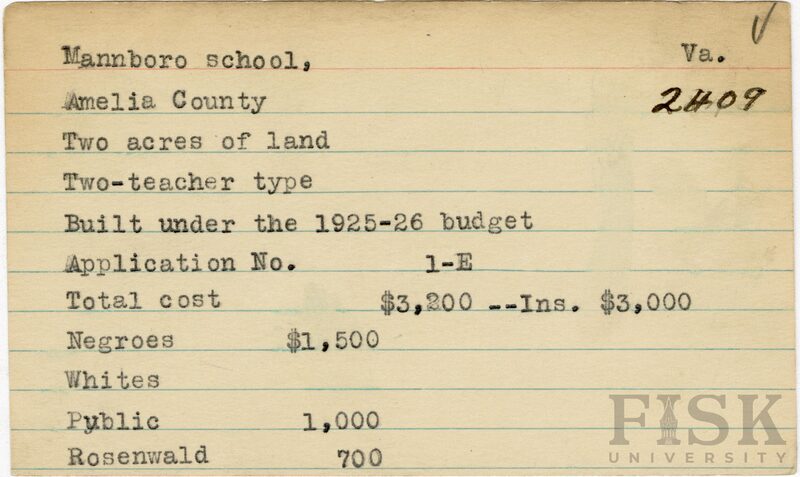 Mannboro school, Va.
Amelia County 2409
Two acres of land
Two-teacher type
Built under the 1925-26 budget
Application No. 1-E
Total cost $3,200 --Ins. $3,000
Negroes $1,500
Whites
Public 1,000
Rosenwald 700
FISK
UNIVERSITY